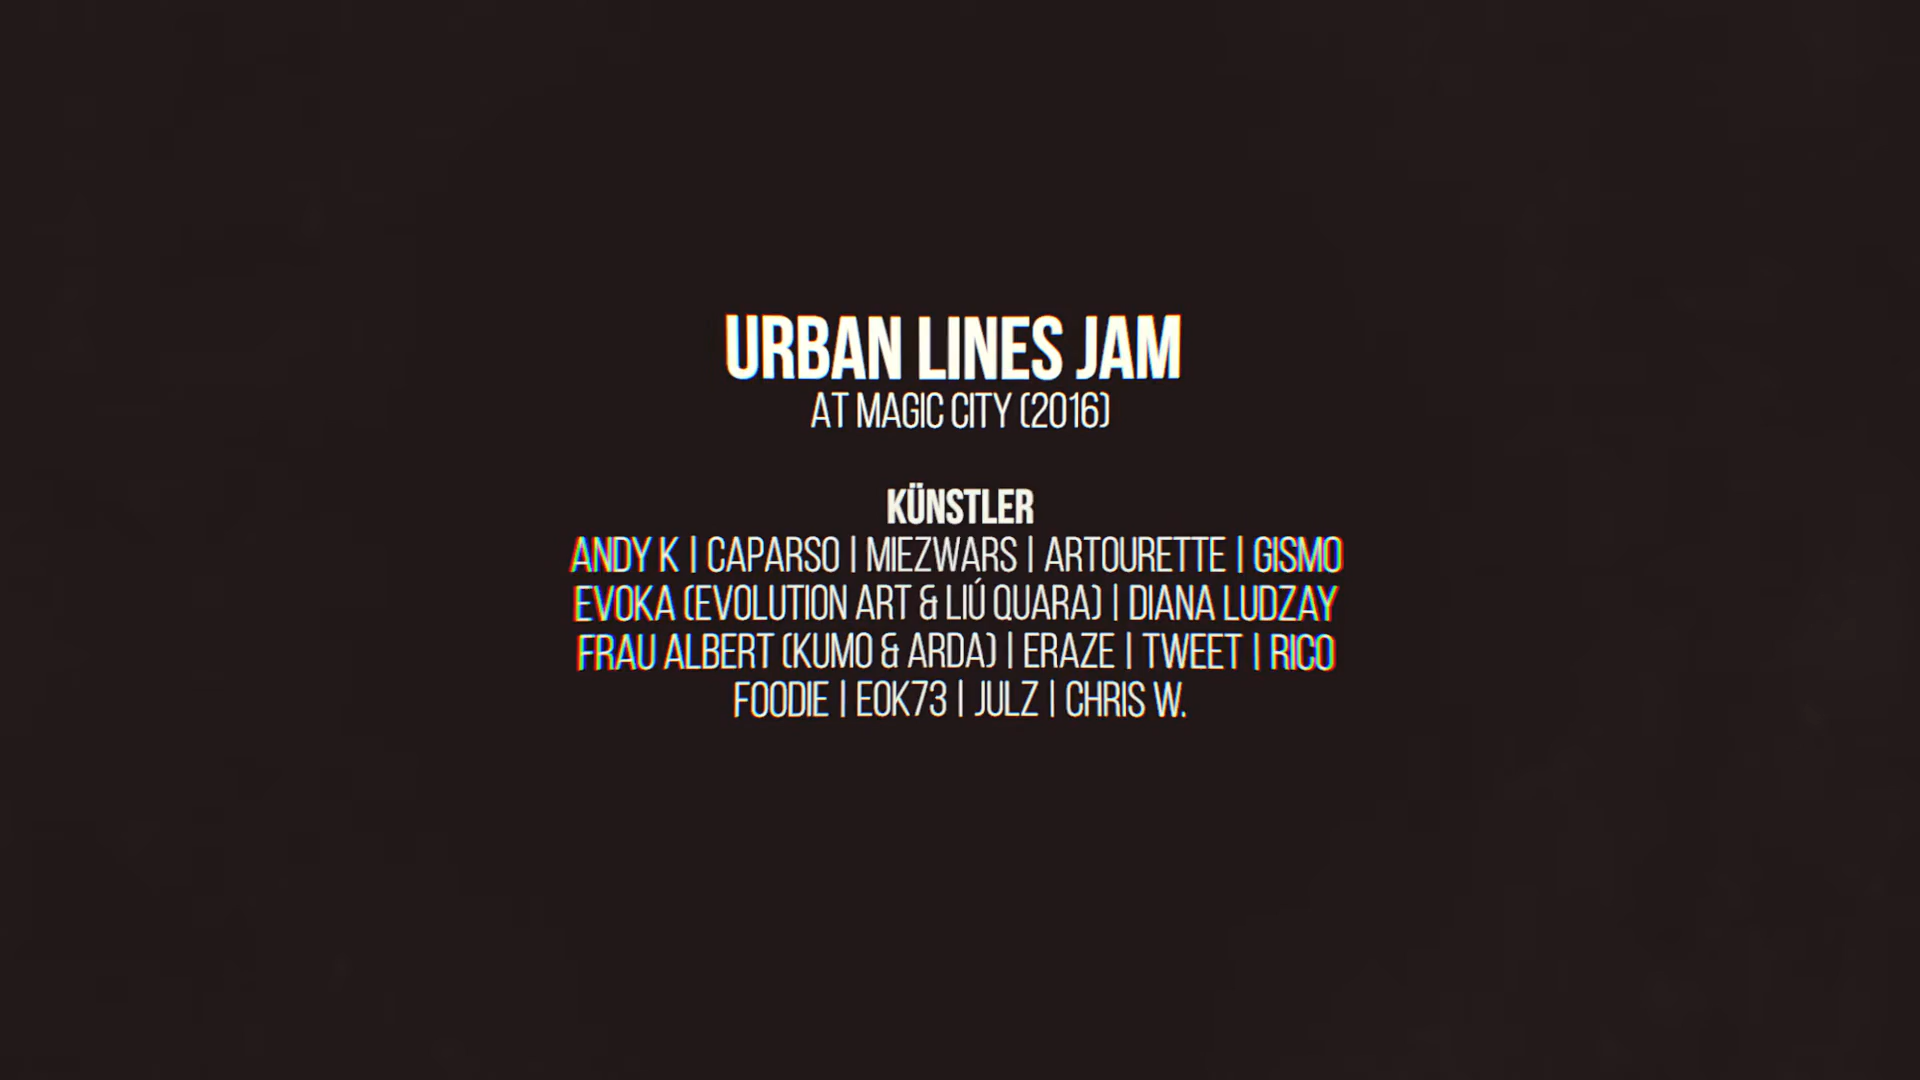 URBAN LINES JAM
AT MAGIC CITY (2016)
KÜNSTLER
ANDY K | CAPARSO | MIEZWARS | ARTOURETTE | GISMO
EVOKA (EVOLUTION ART & LIÚ QUARA) | DIANA LUDZAY
FRAU ALBERT (KUMO & ARDA) | ERAZE | TWEET | RICO
FOODIE | EOK73 | JULZ | CHRIS W.